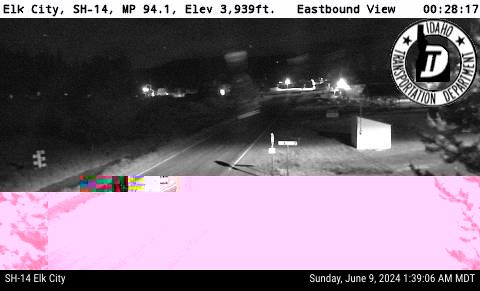 Elk City, SH-14, MP 94.1, Elev 3,939ft. Eastbound View 00:28:17
IDAHO
TRANSPORTATION DEPARTMENT
SH-14 Elk City Sunday, June 9, 2024 1:39:06 AM MDT